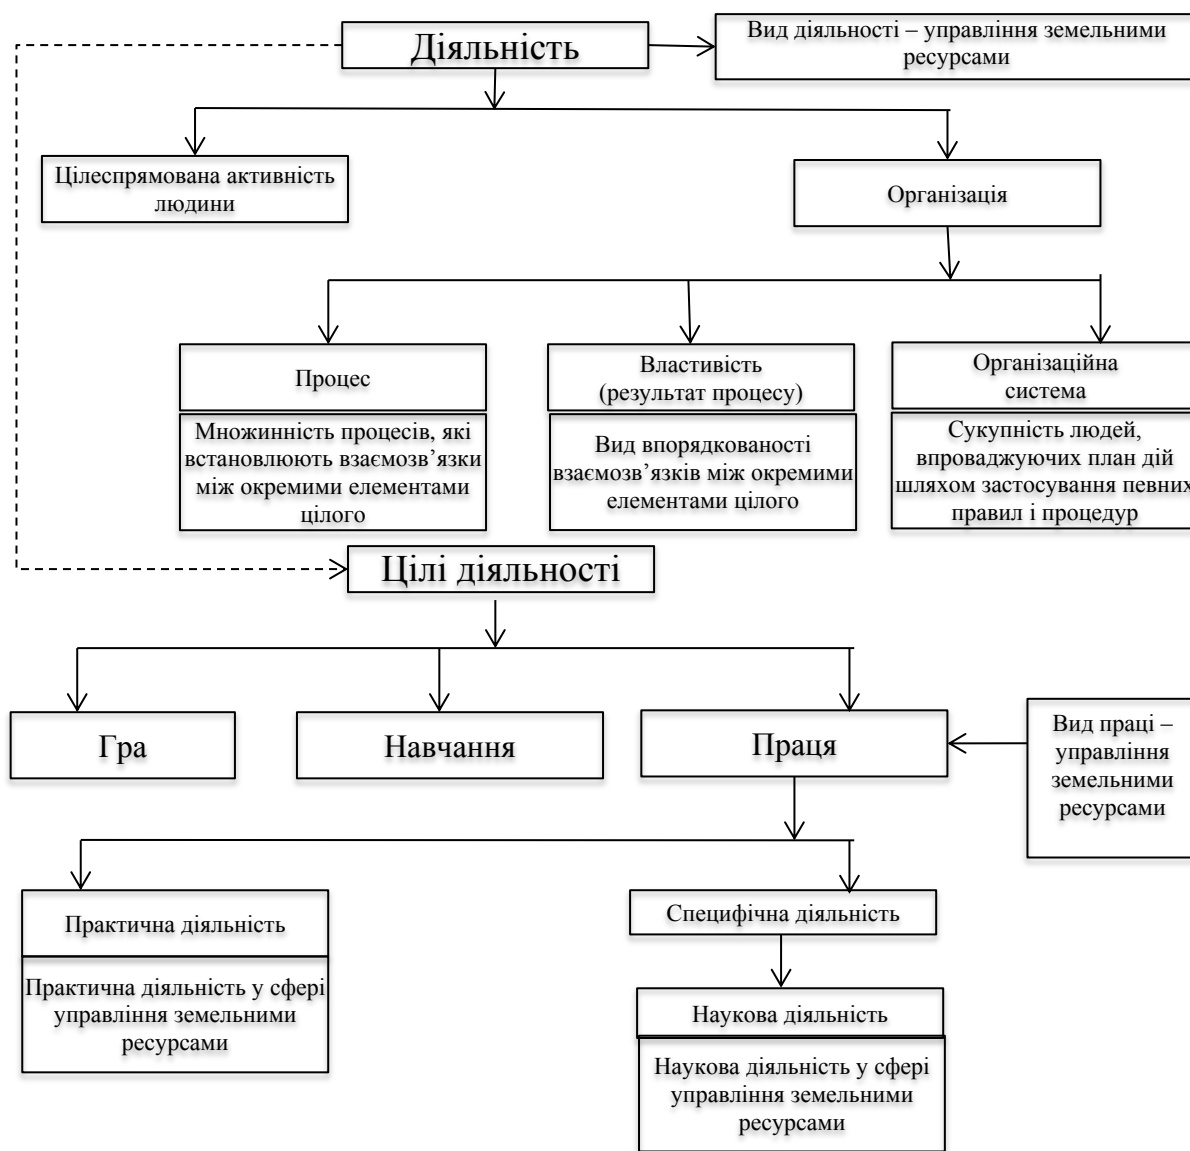 Діяльність
Вид діяльності – управління земельними
ресурсами
Цілеспрямована активність
людини
Організація
Процес
Множинність процесів, які
встановлюють взаємозв’язки
між окремими елементами
цілого
Властивість
(результат процесу)
Вид впорядкованості
взаємозв’язків між окремими
елементами цілого
Організаційна
система
Сукупність людей,
впроваджуючих план дій
шляхом застосування певних
правил і процедур
Цілі діяльності
Гра
Навчання
Праця
Вид праці –
управління
земельними
ресурсами
Практична діяльність
Практична діяльність у сфері
управління земельними
ресурсами
Специфічна діяльність
Наукова діяльність
Наукова діяльність у сфері
управління земельними
ресурсами